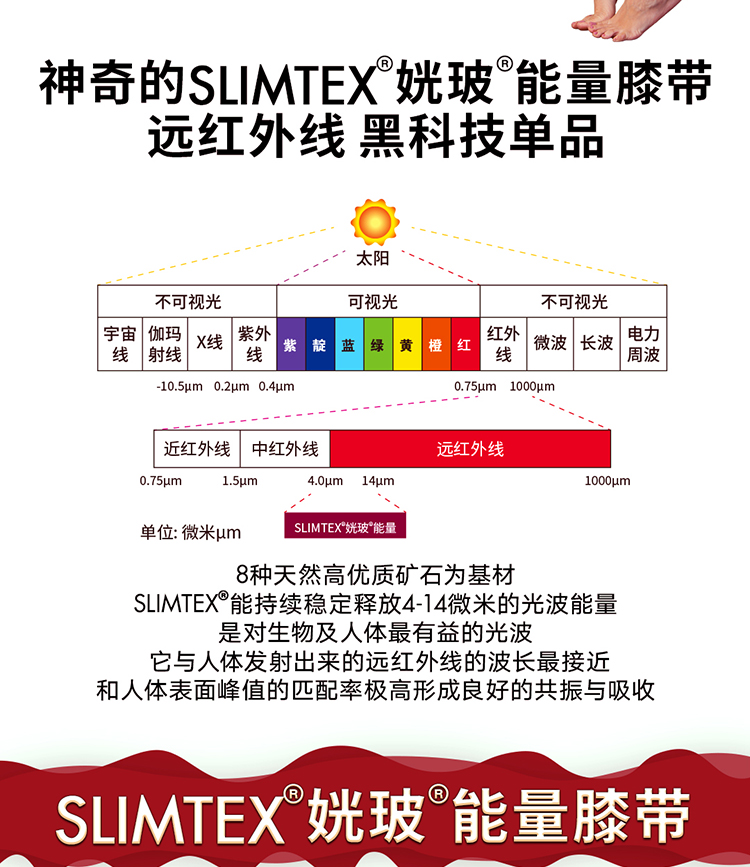 神奇的SLIMTEX®姯玻®能量膝带
远红外线 黑科技单品
太阳
不可视光 可视光 不可视光
宇宙线 伽玛射线 X线 紫外线 紫 靛 蓝 绿 黄 橙 红 红外线 微波 长波 电力周波
-10.5μm 0.2μm 0.4μm 0.75μm 1000μm
近红外线 中红外线 远红外线
0.75μm 1.5μm 4.0μm 14μm 1000μm
单位: 微米μm
SLIMTEX®姯玻®能量
8种天然高优质矿石为基材
SLIMTEX®能持续稳定释放4-14微米的光波能量
是对生物及人体最有益的光波
它与人体发射出来的远红外线的波长最接近
和人体表面峰值的匹配率极高形成良好的共振与吸收
SLIMTEX®姯玻®能量膝带